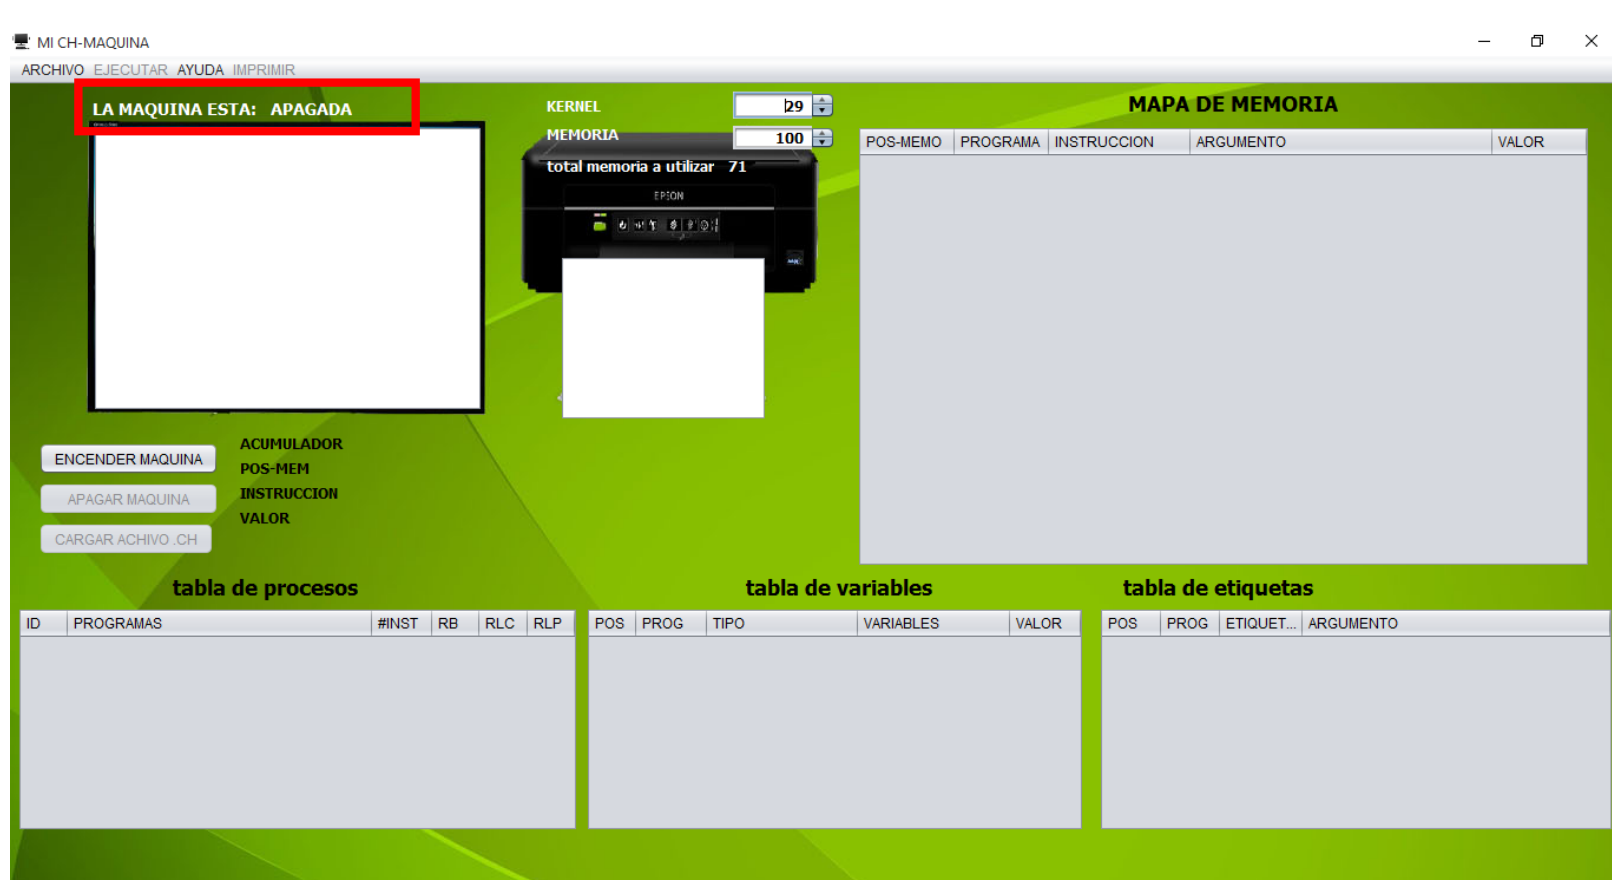 MI CH-MAQUINA
ARCHIVO EJECUTAR AYUDA IMPRIMIR
LA MAQUINA ESTA: APAGADA
KERNEL 29
MEMORIA 100
total memoria a utilizar 71
EPSON
MAPA DE MEMORIA
POS-MEMO PROGRAMA INSTRUCCION ARGUMENTO VALOR
ENCENDER MAQUINA
APAGAR MAQUINA
CARGAR ACHIVO .CH
ACUMULADOR
POS-MEM
INSTRUCCION
VALOR
tabla de procesos
ID PROGRAMAS #INST RB RLC RLP
tabla de variables
POS PROG TIPO VARIABLES VALOR
tabla de etiquetas
POS PROG ETIQUET... ARGUMENTO